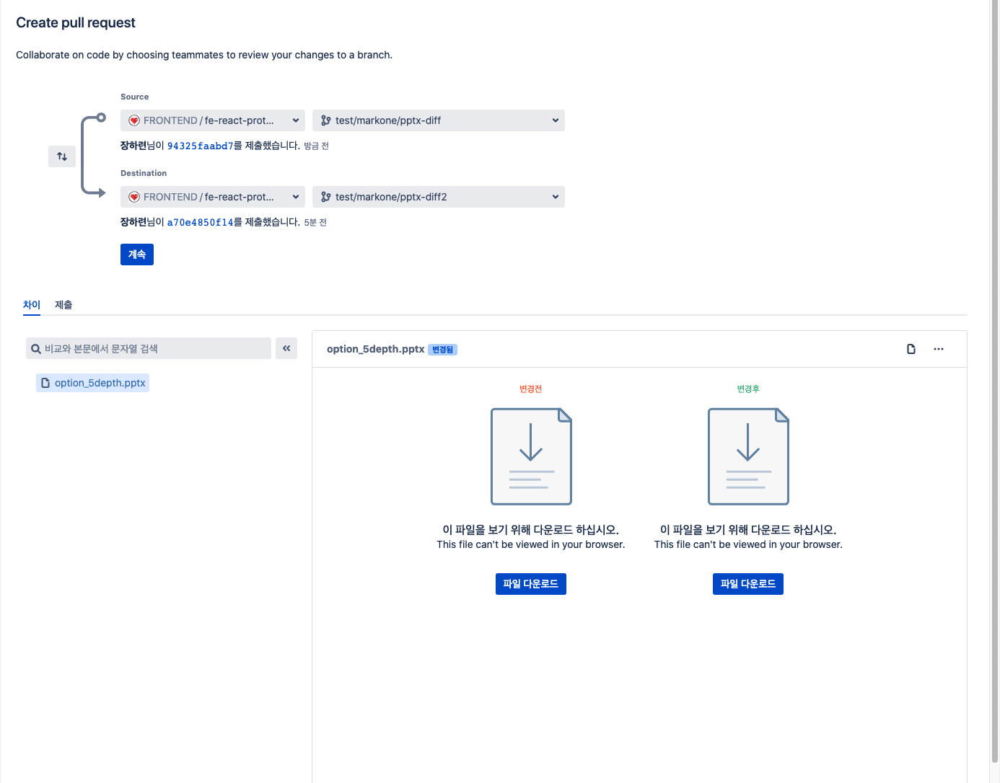 Create pull request
Collaborate on code by choosing teammates to review your changes to a branch.
Source
FRONTEND / fe-react-prot...
test/markone/pptx-diff
장하련님이 94325faabd7를 제출했습니다. 방금 전
Destination
FRONTEND / fe-react-prot...
test/markone/pptx-diff2
장하련님이 a70e4850f14를 제출했습니다. 5분 전
계속
차이 제출
비교와 본문에서 문자열 검색
option_5depth.pptx
option_5depth.pptx 변경됨
변경전
이 파일을 보기 위해 다운로드 하십시오.
This file can't be viewed in your browser.
파일 다운로드
변경후
이 파일을 보기 위해 다운로드 하십시오.
This file can't be viewed in your browser.
파일 다운로드